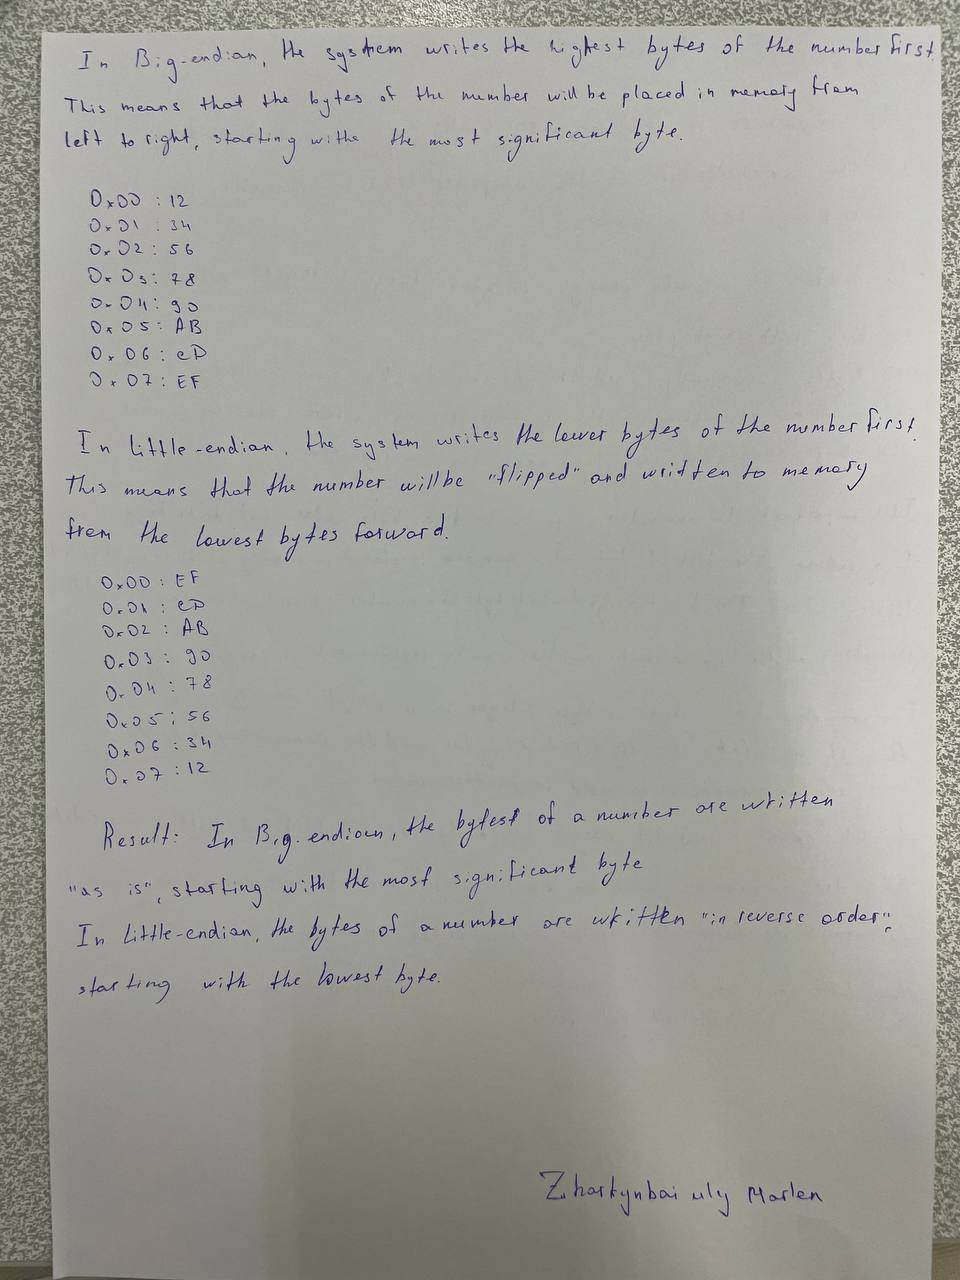 In Big-endian, the system writes the highest bytes of the number first.
This means that the bytes of the number will be placed in memory from
left to right, starting withe the most significant byte.
0x00 : 12
0x01 : 34
0x02 : 56
0x03 : 78
0x04 : 90
0x05 : AB
0x06 : CD
0x07 : EF
In little-endian, the system writes the lower bytes of the number first.
This means that the number will be "flipped" and written to memory
from the lowest bytes forward.
0x00 : EF
0x01 : CD
0x02 : AB
0x03 : 90
0x04 : 78
0x05 : 56
0x06 : 34
0x07 : 12
Result: In Big-endian, the bytest of a number are written
"as is", starting with the most significant byte
In little-endian, the bytes of a number are written "in reverse order",
starting with the lowest byte.
Zhartynbai uly Marlen